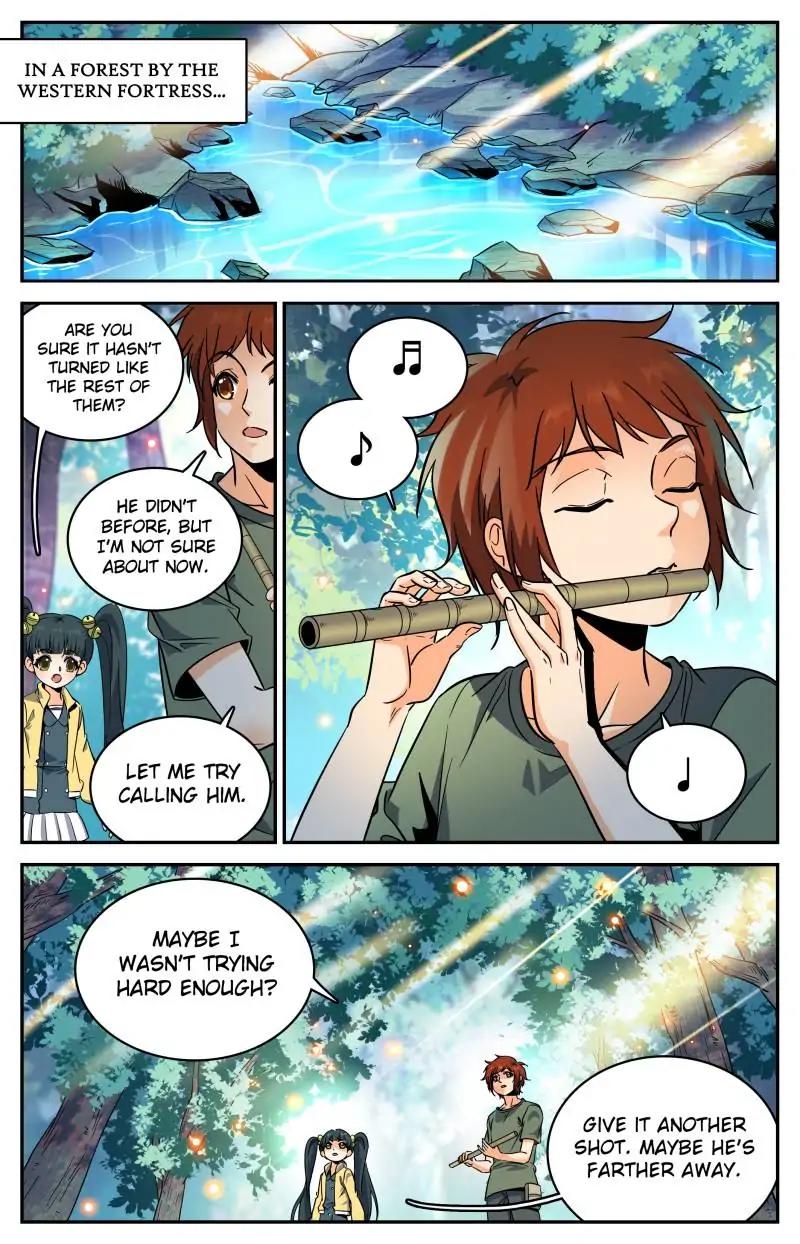 IN A FOREST BY THE
WESTERN FORTRESS...
ARE YOU
SURE IT HASN'T
TURNED LIKE
THE REST OF
THEM?
HE DIDN'T
BEFORE, BUT
I'M NOT SURE
ABOUT NOW.
LET ME TRY
CALLING HIM.
MAYBE I
WASN'T TRYING
HARD ENOUGH?
GIVE IT ANOTHER
SHOT. MAYBE HE'S
FARTHER AWAY.